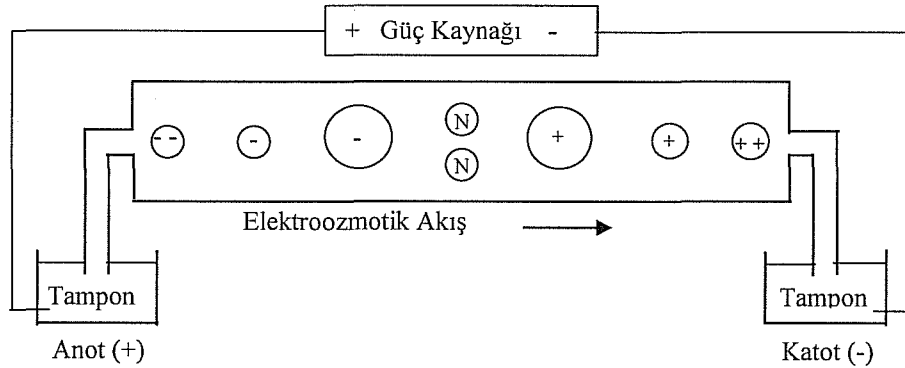 + Güç Kaynağı -
-- - - N + + ++
N
Elektroozmotik Akış
Tampon Tampon
Anot (+) Katot (-)